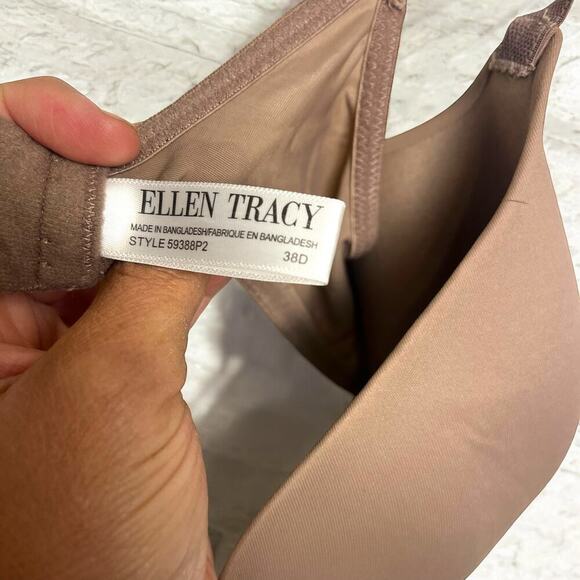 ELLEN TRACY
MADE IN BANGLADESH/FABRIQUE EN BANGLADESH
STYLE 59388P2
38D